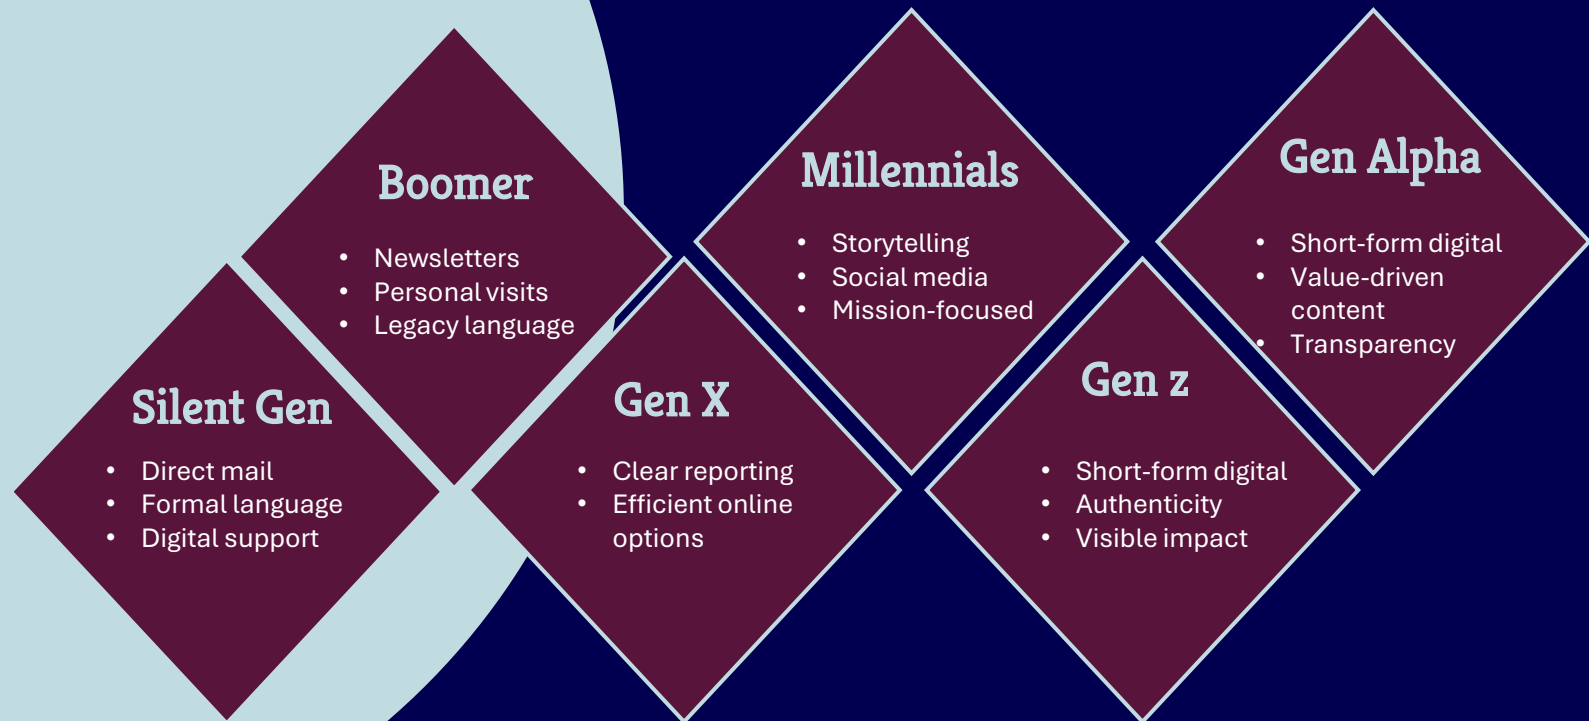 Silent Gen
• Direct mail
• Formal language
• Digital support
Boomer
• Newsletters
• Personal visits
• Legacy language
Gen X
• Clear reporting
• Efficient online
options
Millennials
• Storytelling
• Social media
• Mission-focused
Gen z
• Short-form digital
• Authenticity
• Visible impact
Gen Alpha
• Short-form digital
• Value-driven
content
• Transparency